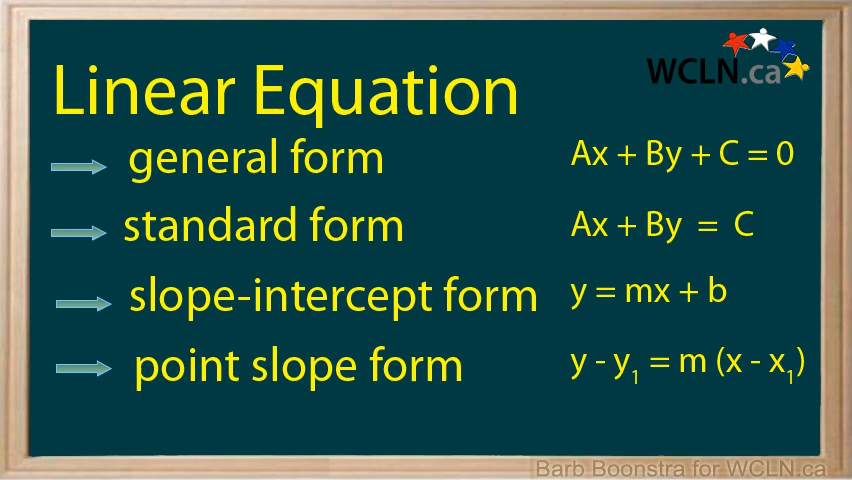 WCLN.ca
Linear Equation
general form Ax + By + C = 0
standard form Ax + By = C
slope-intercept form y = mx + b
point slope form y - y₁ = m (x - x₁)
Barb Boonstra for WCLN.ca